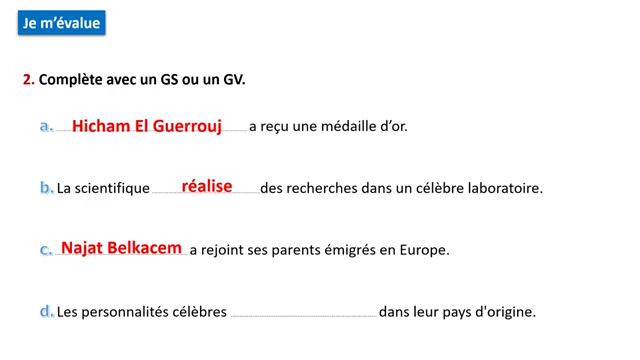 Je m'évalue
2. Complète avec un GS ou un GV.
a. Hicham El Guerrouj a reçu une médaille d'or.
b. La scientifique réalise des recherches dans un célèbre laboratoire.
c. Najat Belkacem a rejoint ses parents émigrés en Europe.
d. Les personnalités célèbres ........................ dans leur pays d'origine.